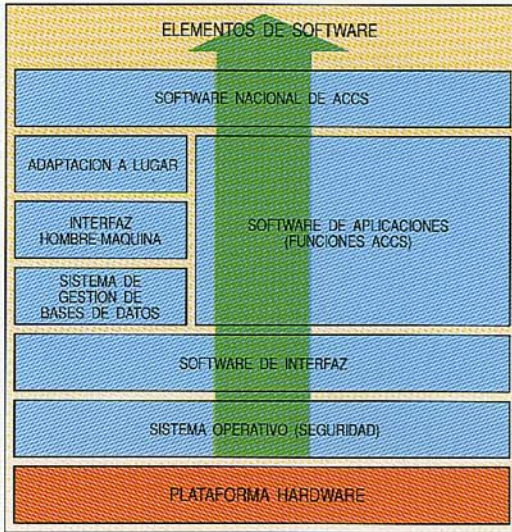 ELEMENTOS DE SOFTWARE
SOFTWARE NACIONAL DE ACCS
ADAPTACION A LUGAR
INTERFAZ
HOMBRE-MAQUINA
SISTEMA DE
GESTION DE
BASES DE DATOS
SOFTWARE DE APLICACIONES
(FUNCIONES ACCS)
SOFTWARE DE INTERFAZ
SISTEMA OPERATIVO (SEGURIDAD)
PLATAFORMA HARDWARE